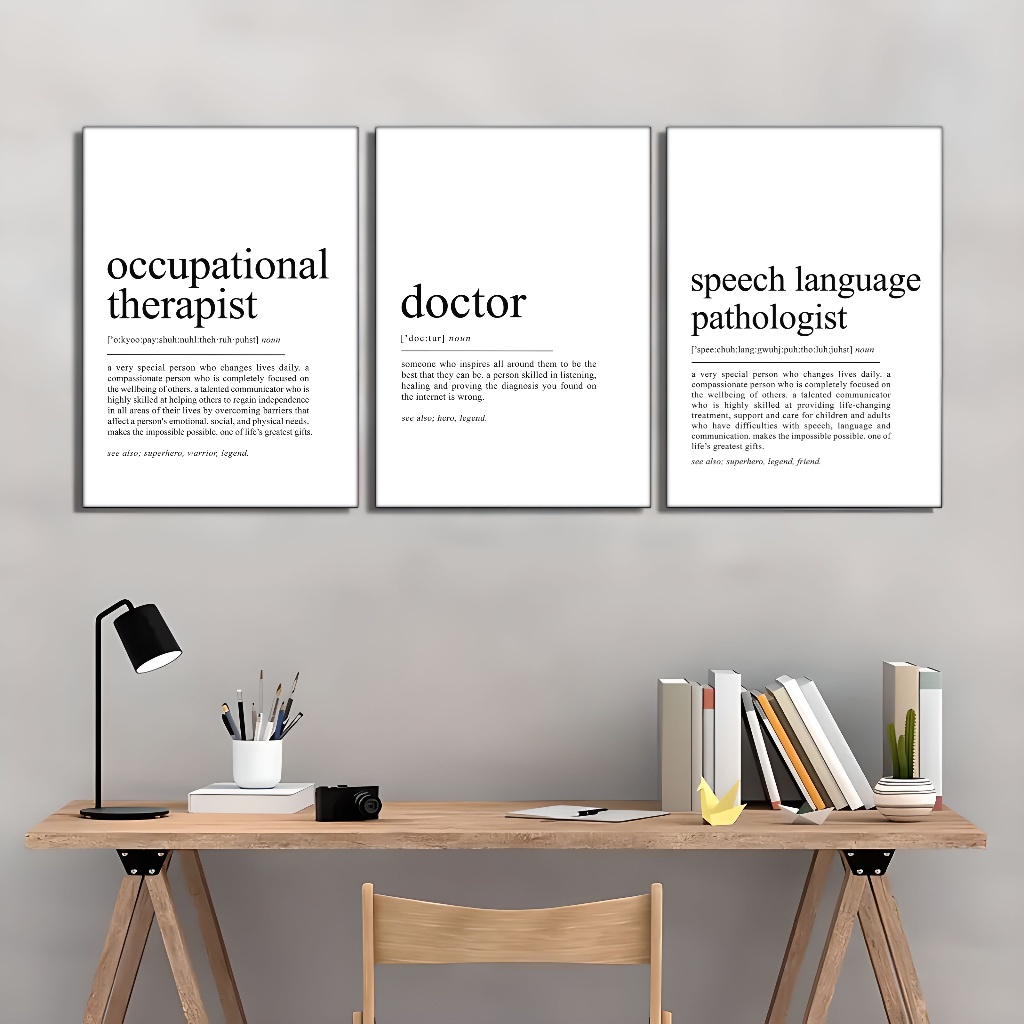 occupational
therapist
['o:kyoo:pay:shuh:nuhl:theh·ruh·puhst] noun
a very special person who changes lives daily. a
compassionate person who is completely focused on
the wellbeing of others. a talented communicator who is
highly skilled at helping others to regain independence
in all areas of their lives by overcoming barriers that
affect a person's emotional, social, and physical needs.
makes the impossible possible. one of life's greatest gifts.
see also; superhero, warrior, legend.
doctor
['doc:tur] noun
someone who inspires all around them to be the
best that they can be. a person skilled in listening,
healing and proving the diagnosis you found on
the internet is wrong.
see also; hero, legend.
speech language
pathologist
['spee:chuh:lang:gwuhj:puh:tho:luh:juhst] noun
a very special person who changes lives daily. a
compassionate person who is completely focused on
the wellbeing of others. a talented communicator
who is highly skilled at providing life-changing
treatment, support and care for children and adults
who have difficulties with speech, language and
communication. makes the impossible possible. one of
life's greatest gifts.
see also; superhero, legend, friend.